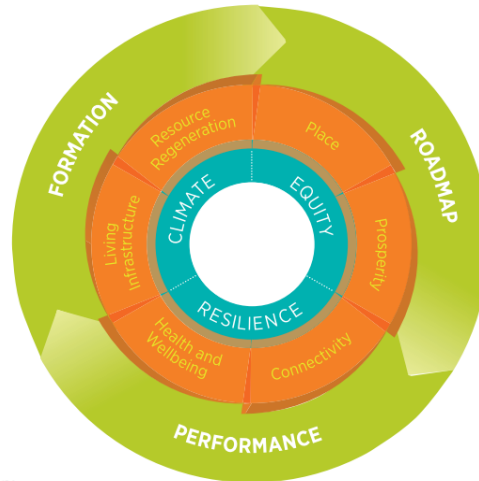 FORMATION
ROADMAP
PERFORMANCE
Resource
Regeneration
Place
Prosperity
Connectivity
Health and
Wellbeing
Living
Infrastructure
CLIMATE
EQUITY
RESILIENCE